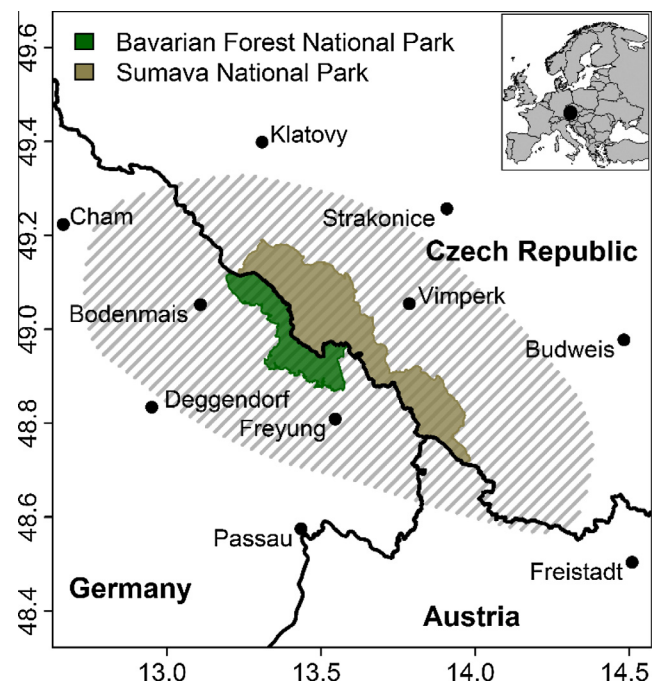 Bavarian Forest National Park
Sumava National Park
Klatovy
Cham
Strakonice
Czech Republic
Bodenmais
Vimperk
Budweis
Deggendorf
Freyung
Passau
Freistadt
Germany
Austria
49.6
49.4
49.2
49.0
48.8
48.6
48.4
13.0
13.5
14.0
14.5